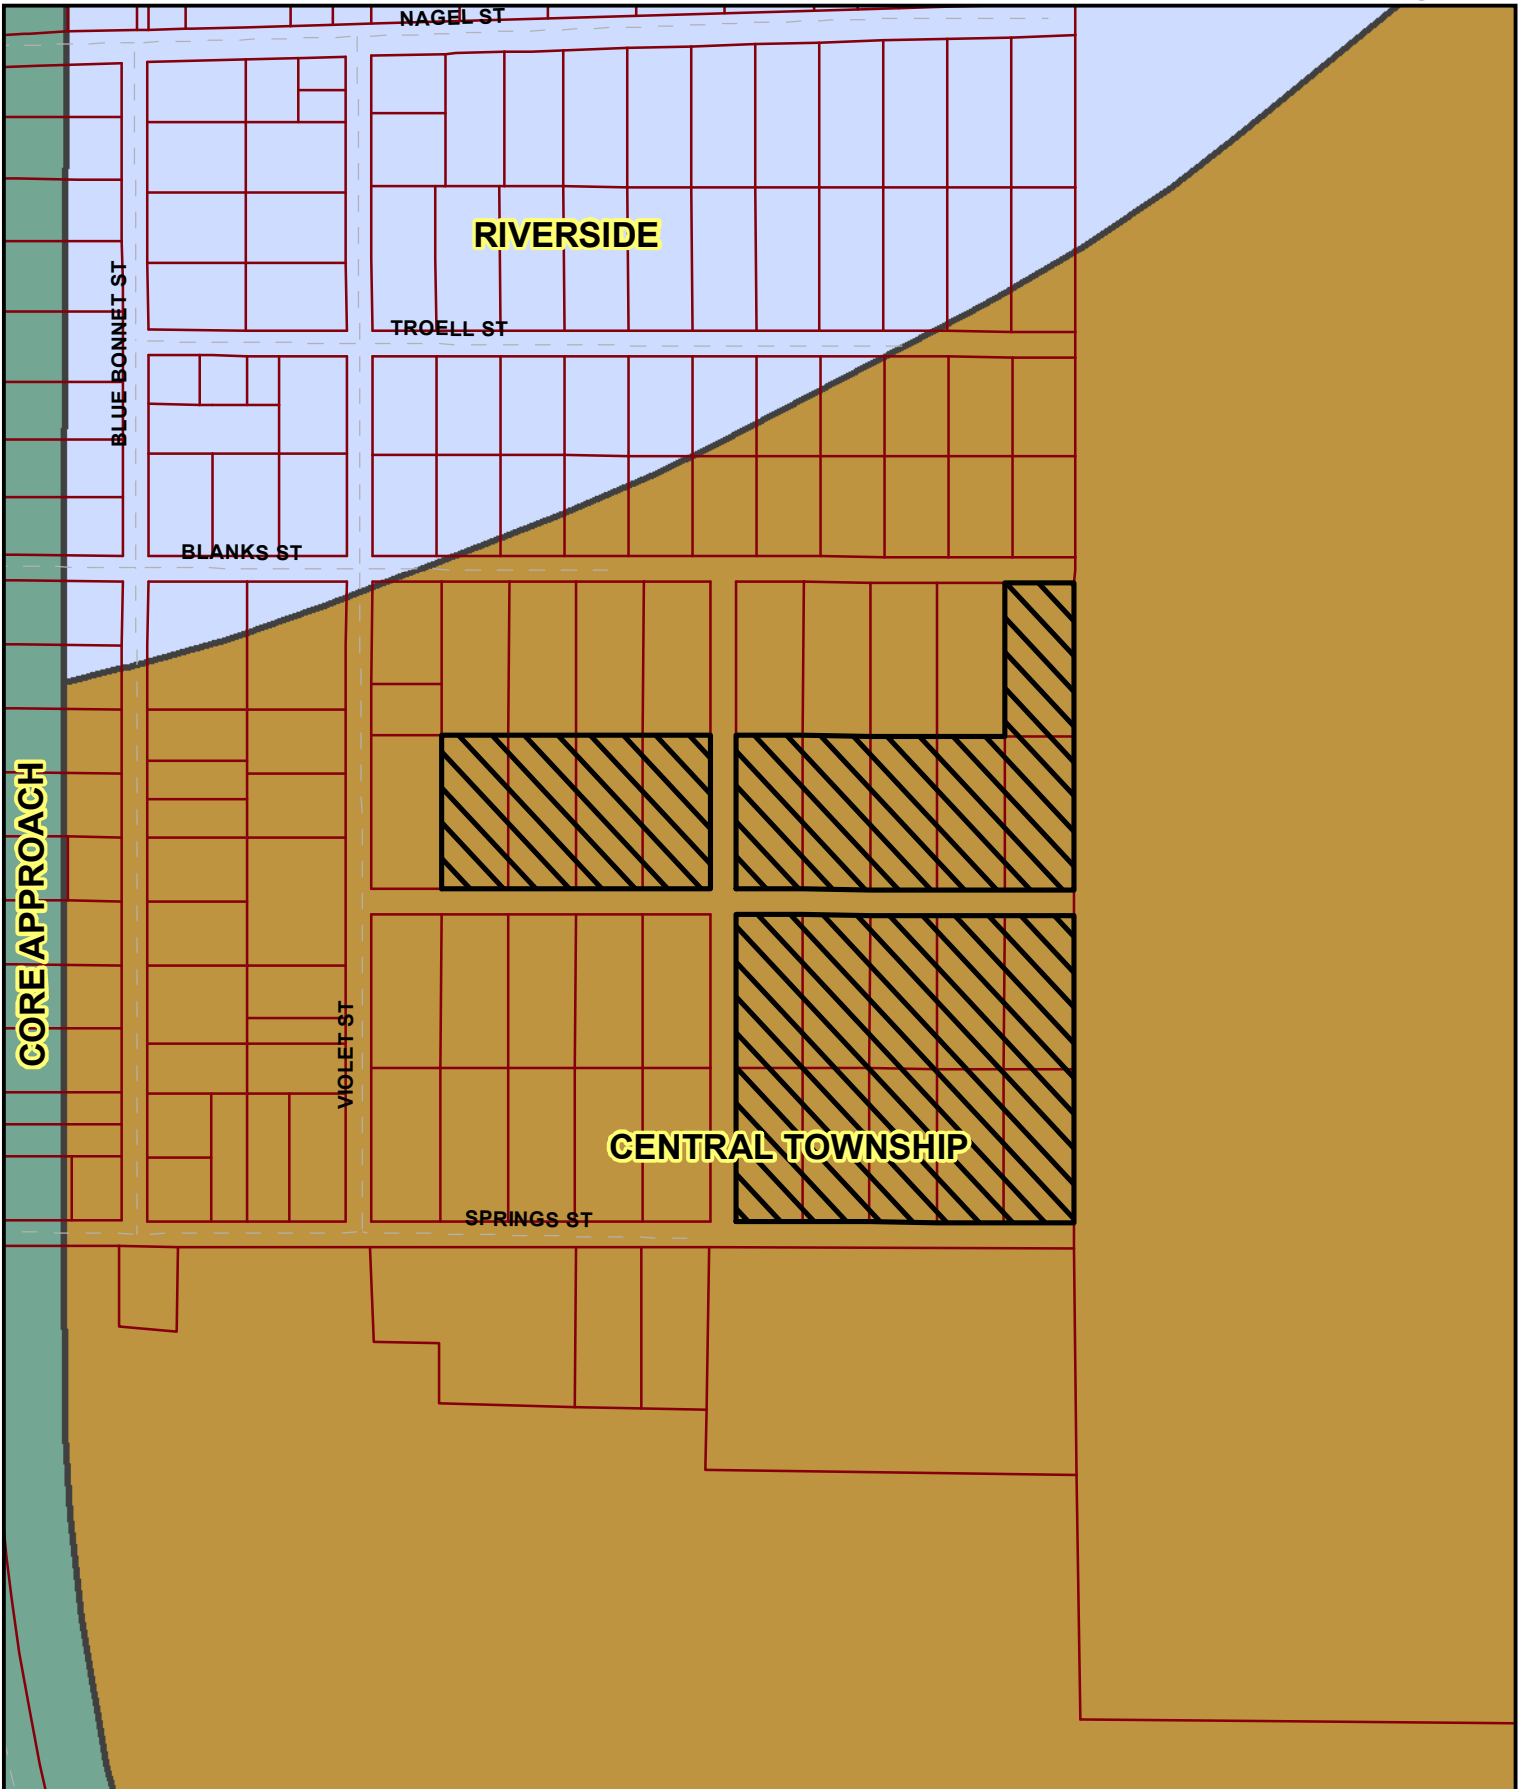 NAGEL ST
RIVERSIDE
BLUE BONNET ST
TROELL ST
BLANKS ST
CORE APPROACH
VIOLET ST
CENTRAL TOWNSHIP
SPRINGS ST